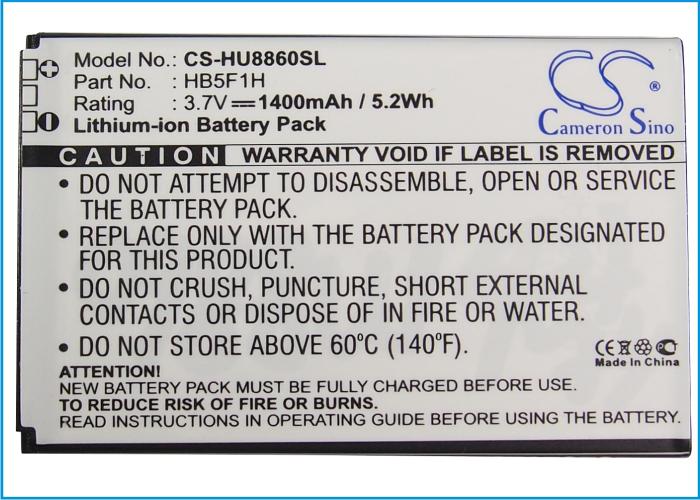 Model No.: CS-HU8860SL
Part No. : HB5F1H
Rating : 3.7V 1400mAh / 5.2Wh
Lithium-ion Battery Pack
CS
Cameron Sino
CAUTION WARRANTY VOID IF LABEL IS REMOVED
• DO NOT ATTEMPT TO DISASSEMBLE, OPEN OR SERVICE
THE BATTERY PACK.
• REPLACE ONLY WITH THE BATTERY PACK DESIGNATED
FOR THIS PRODUCT.
• DO NOT CRUSH, PUNCTURE, SHORT EXTERNAL
CONTACTS OR DISPOSE OF IN FIRE OR WATER.
• DO NOT STORE ABOVE 60°C (140°F).
CE
Made In China
ATTENTION!
NEW BATTERY PACK MUST BE FULLY CHARGED BEFORE USE.
TO REDUCE RISK OF FIRE OR BURNS.
READ INSTRUCTION AND OPERATING GUIDE BEFORE USING THE BATTERY.